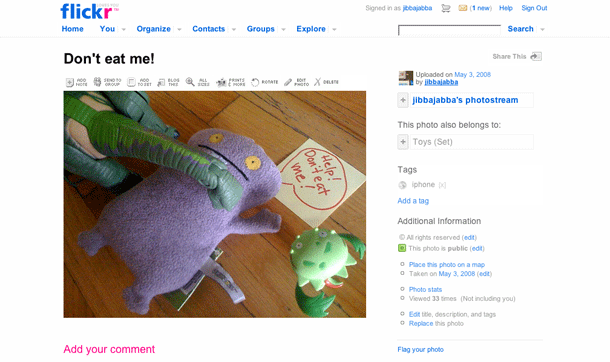 flickr
Signed in as jibbajabba (1 new) Help Sign Out
Home You Organize Contacts Groups Explore Search
Don't eat me!
Share This
ADD NOTE SEND TO GROUP ADD TO SET BLOG THIS ALL SIZES PRINTS & MORE ROTATE EDIT PHOTO DELETE
Help!
Don't eat
me!
Uploaded on May 3, 2008
by jibbajabba
+ jibbajabba's photostream
This photo also belongs to:
+ Toys (Set)
Tags
iphone [x]
Add a tag
Additional Information
© All rights reserved (edit)
This photo is public (edit)
Place this photo on a map
Taken on May 3, 2008 (edit)
Photo stats
Viewed 33 times (Not including you)
Edit title, description, and tags
Replace this photo
Flag your photo
Add your comment